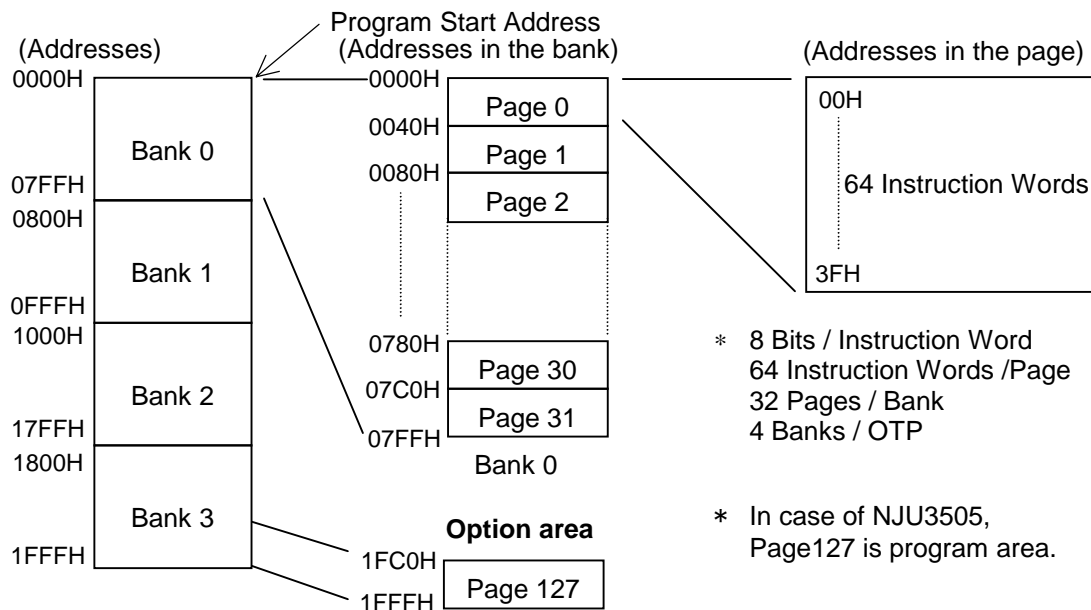 Program Start Address
(Addresses)
(Addresses in the bank)
(Addresses in the page)
0000H
Bank 0
07FFH
0800H
Bank 1
0FFFH
1000H
Bank 2
17FFH
1800H
Bank 3
1FFFH
0000H
Page 0
0040H
Page 1
0080H
Page 2
0780H
Page 30
07C0H
Page 31
07FFH
Bank 0
Option area
1FC0H
Page 127
1FFFH
00H
64 Instruction Words
3FH
* 8 Bits / Instruction Word
64 Instruction Words /Page
32 Pages / Bank
4 Banks / OTP
* In case of NJU3505,
Page127 is program area.